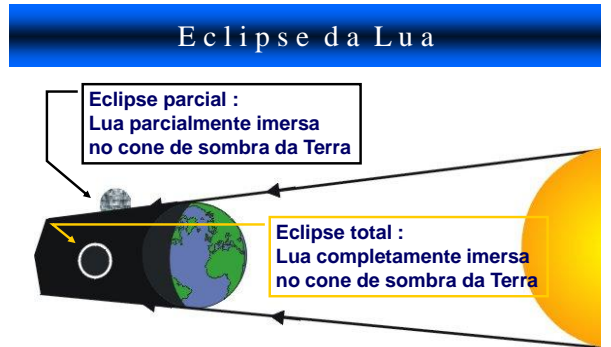 Eclipse da Lua
Eclipse parcial :
Lua parcialmente imersa
no cone de sombra da Terra
Eclipse total :
Lua completamente imersa
no cone de sombra da Terra